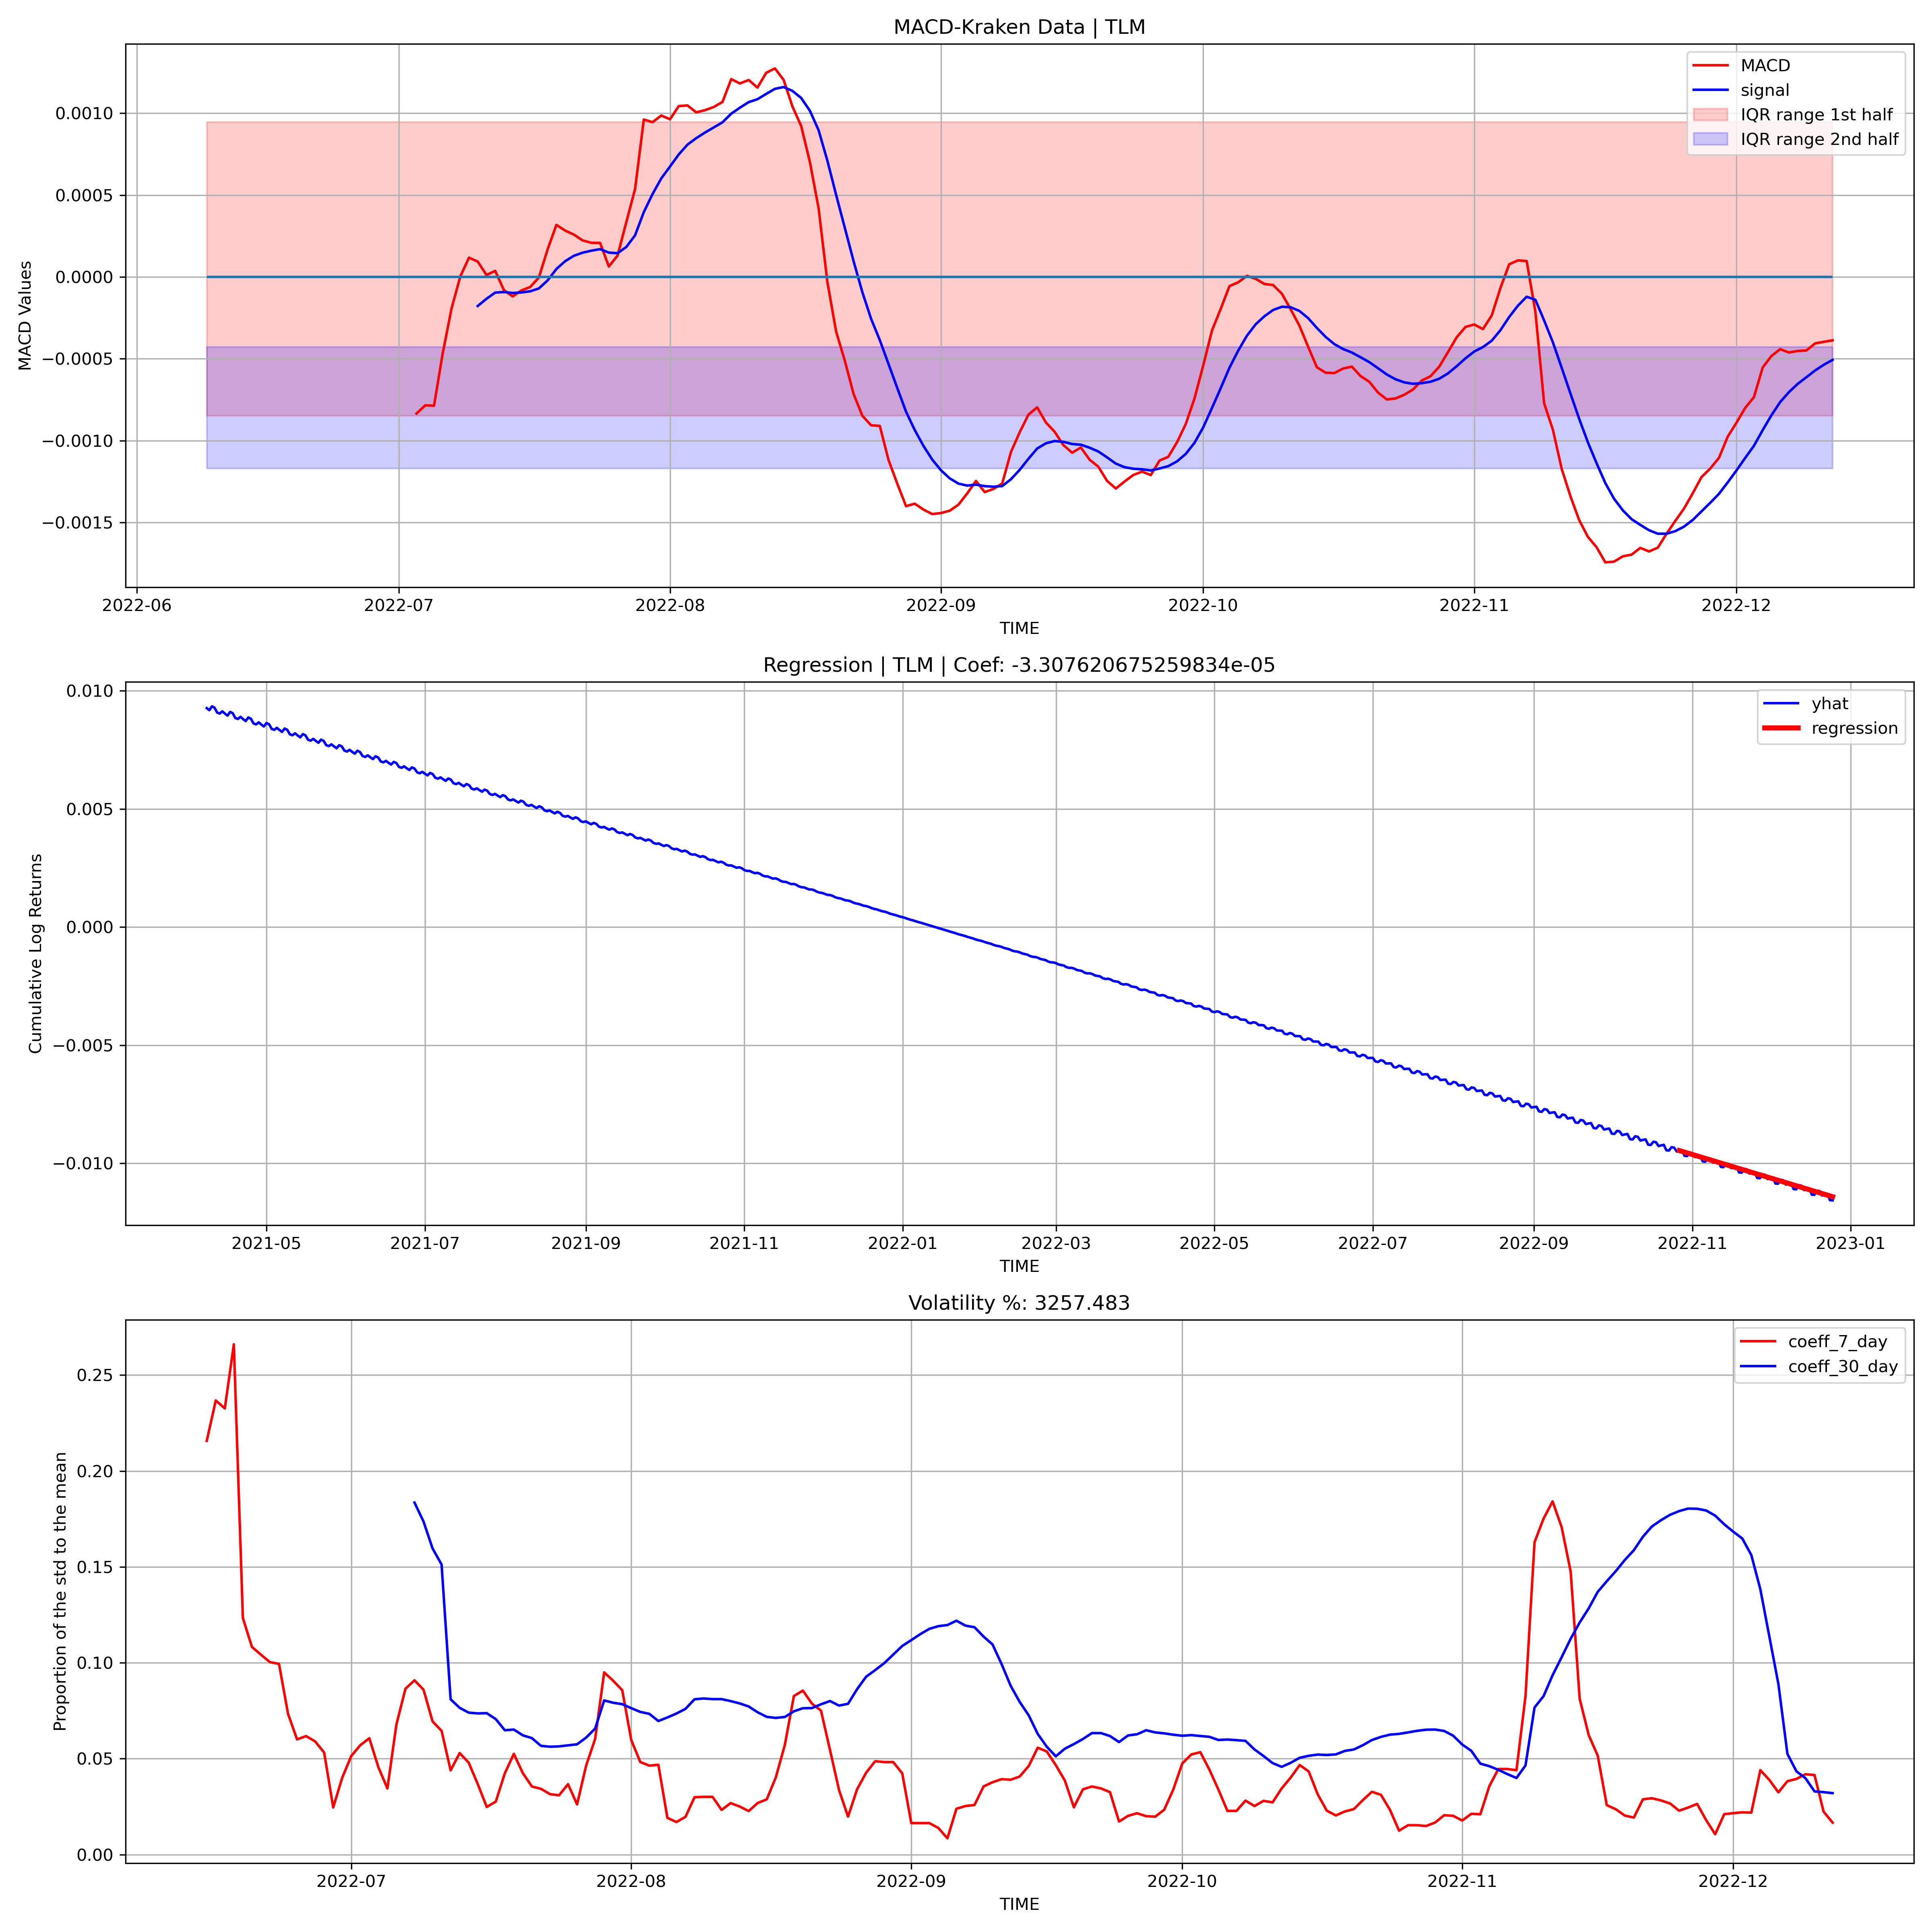 MACD-Kraken Data | TLM
MACD
signal
IQR range 1st half
IQR range 2nd half
MACD Values
0.0010
0.0005
0.0000
−0.0005
−0.0010
−0.0015
2022-06 2022-07 2022-08 2022-09 2022-10 2022-11 2022-12
TIME
Regression | TLM | Coef: -3.307620675259834e-05
yhat
regression
Cumulative Log Returns
0.010
0.005
0.000
−0.005
−0.010
2021-05 2021-07 2021-09 2021-11 2022-01 2022-03 2022-05 2022-07 2022-09 2022-11 2023-01
TIME
Volatility %: 3257.483
coeff_7_day
coeff_30_day
Proportion of the std to the mean
0.25
0.20
0.15
0.10
0.05
0.00
2022-07 2022-08 2022-09 2022-10 2022-11 2022-12
TIME